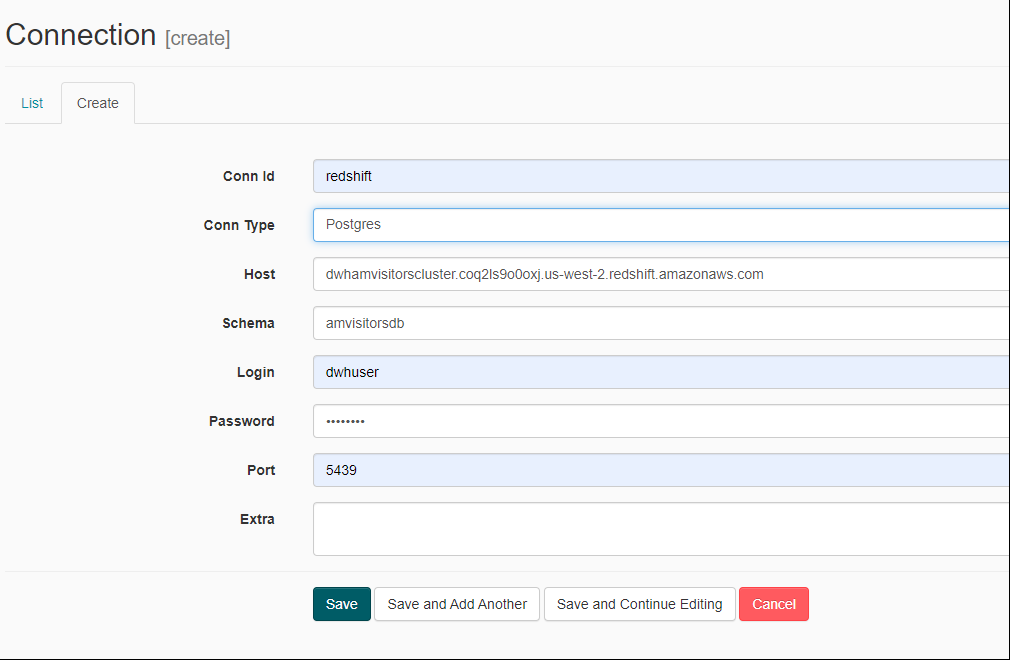 Connection [create]
List Create
Conn Id redshift
Conn Type Postgres
Host dwhamvisitorscluster.coq2ls9o0oxj.us-west-2.redshift.amazonaws.com
Schema amvisitorsdb
Login dwhuser
Password ••••••••
Port 5439
Extra
Save Save and Add Another Save and Continue Editing Cancel